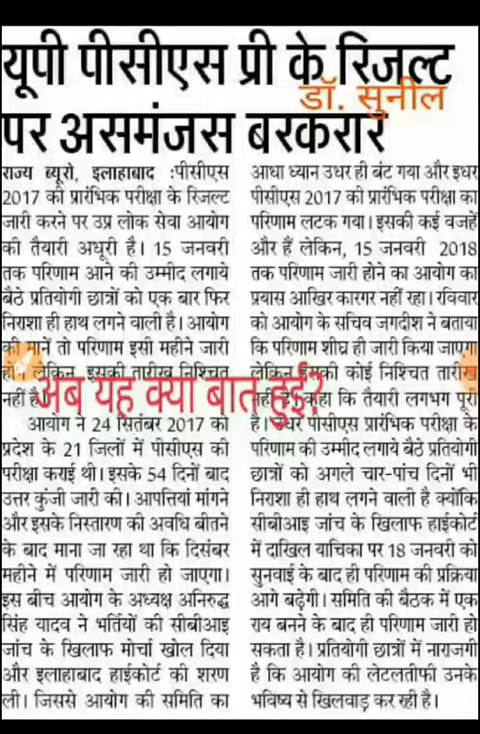 यूपी पीसीएस प्री के रिजल्ट
डॉ. सुनील
पर असमंजस बरकरार
राज्य ब्यूरो, इलाहाबाद :पीसीएस
2017 की प्रारंभिक परीक्षा के रिजल्ट
जारी करने पर उप्र लोक सेवा आयोग
की तैयारी अधूरी है। 15 जनवरी
तक परिणाम आने की उम्मीद लगाये
बैठे प्रतियोगी छात्रों को एक बार फिर
निराशा ही हाथ लगने वाली है। आयोग
की मानें तो परिणाम इसी महीने जारी
लेकिन इसकी तारीख निश्चित
नहीं है।
अब यह क्या बात हुई?
आयोग ने 24 सितंबर 2017 को
प्रदेश के 21 जिलों में पीसीएस की
परीक्षा कराई थी। इसके 54 दिनों बाद
उत्तर कुंजी जारी की। आपत्तियां मांगने
और इसके निस्तारण की अवधि बीतने
के बाद माना जा रहा था कि दिसंबर
महीने में परिणाम जारी हो जाएगा।
इस बीच आयोग के अध्यक्ष अनिरुद्ध
सिंह यादव ने भर्तियों की सीबीआइ
जांच के खिलाफ मोर्चा खोल दिया
और इलाहाबाद हाईकोर्ट की शरण
ली। जिससे आयोग की समिति का
आधा ध्यान उधर ही बंट गया और इधर
पीसीएस 2017 की प्रारंभिक परीक्षा का
परिणाम लटक गया। इसकी कई वजहें
और हैं लेकिन, 15 जनवरी 2018
तक परिणाम जारी होने का आयोग का
प्रयास आखिर कारगर नहीं रहा। रविवार
को आयोग के सचिव जगदीश ने बताया
कि परिणाम शीघ्र ही जारी किया जाएगा
लेकिन इसकी कोई निश्चित तारीख
नहीं है। कहा कि तैयारी लगभग पूरी
है। उधर पीसीएस प्रारंभिक परीक्षा के
परिणाम की उम्मीद लगाये बैठे प्रतियोगी
छात्रों को अगले चार-पांच दिनों भी
निराशा ही हाथ लगने वाली है क्योंकि
सीबीआइ जांच के खिलाफ हाईकोर्ट
में दाखिल याचिका पर 18 जनवरी को
सुनवाई के बाद ही परिणाम की प्रक्रिया
आगे बढ़ेगी। समिति की बैठक में एक
राय बनने के बाद ही परिणाम जारी हो
सकता है। प्रतियोगी छात्रों में नाराजगी
है कि आयोग की लेटलतीफी उनके
भविष्य से खिलवाड़ कर रही है।